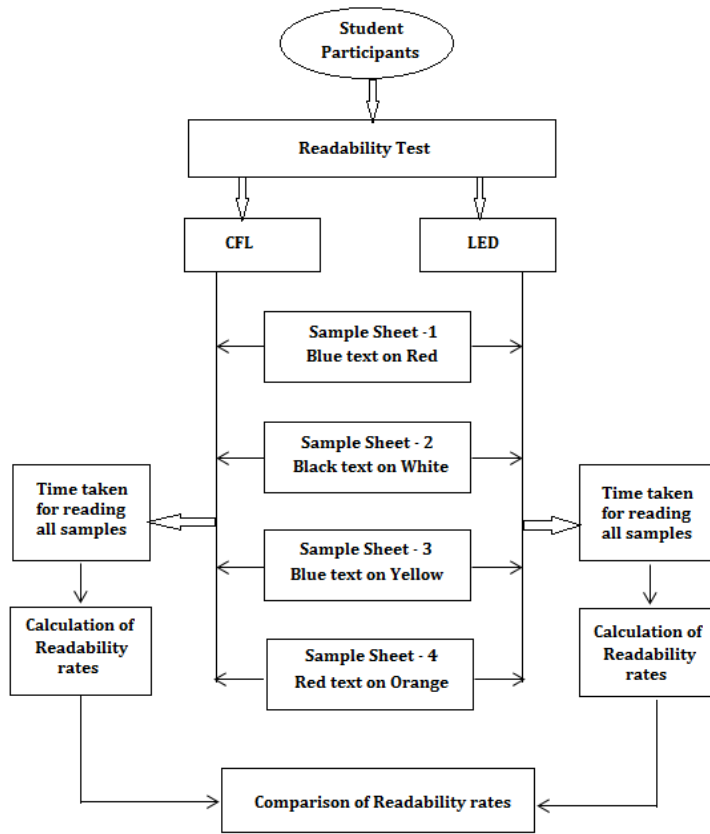 Student
Participants
Readability Test
CFL
LED
Sample Sheet -1
Blue text on Red
Sample Sheet - 2
Black text on White
Time taken
for reading
all samples
Time taken
for reading
all samples
Sample Sheet - 3
Blue text on Yellow
Calculation of
Readability
rates
Calculation of
Readability
rates
Sample Sheet - 4
Red text on Orange
Comparison of Readability rates